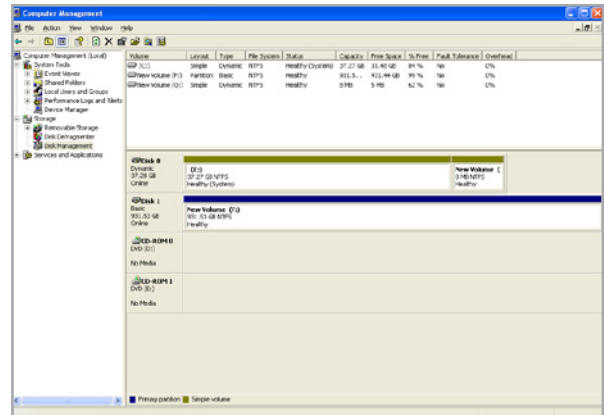 Computer Management
File Action View Window Help
Computer Management (Local)
System Tools
Event Viewer
Shared Folders
Local Users and Groups
Performance Logs and Alerts
Device Manager
Storage
Removable Storage
Disk Defragmenter
Disk Management
Services and Applications
Volume Layout Type File System Status Capacity Free Space % Free Fault Tolerance Overhead
(C:) Simple Dynamic NTFS Healthy (System) 37.27 GB 31.48 GB 84 % No 0%
New Volume (F:) Partition Basic NTFS Healthy 931.5... 931.44 GB 99 % No 0%
New Volume Simple Dynamic NTFS Healthy 8 MB 5 MB 62 % No 0%
Disk 0
Dynamic
37.28 GB
Online
(C:)
37.27 GB NTFS
Healthy (System)
New Volume (
8 MB NTFS
Healthy
Disk 1
Basic
931.52 GB
Online
New Volume (F:)
931.51 GB NTFS
Healthy
CD-ROM 0
DVD (D:)
No Media
CD-ROM 1
DVD (E:)
No Media
Primary partition Simple volume